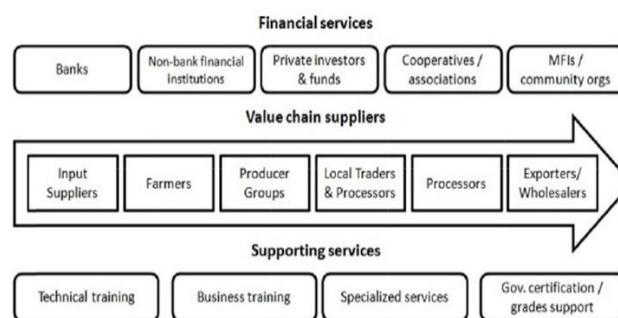 Financial services
Banks
Non-bank financial
institutions
Private investors
& funds
Cooperatives /
associations
MFIs /
community orgs
Value chain suppliers
Input
Suppliers
Farmers
Producer
Groups
Local Traders
& Processors
Processors
Exporters/
Wholesalers
Supporting services
Technical training
Business training
Specialized services
Gov. certification /
grades support